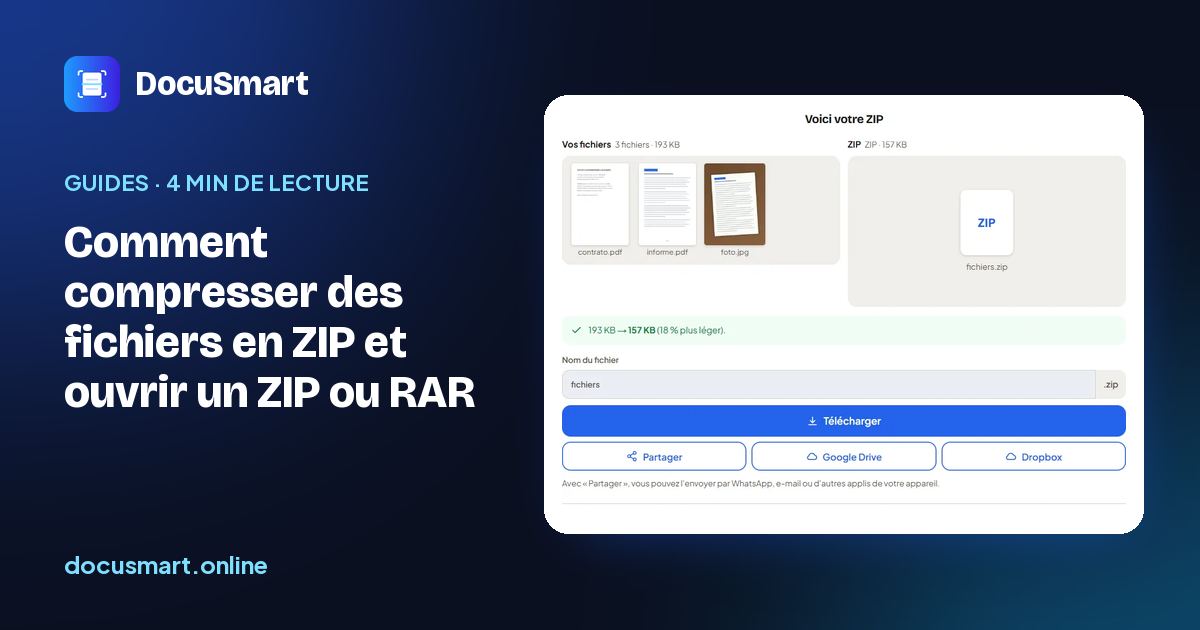 DocuSmart
GUIDES · 4 MIN DE LECTURE
Comment
compresser des
fichiers en ZIP et
ouvrir un ZIP ou RAR
docusmart.online
Voici votre ZIP
Vos fichiers 3 fichiers · 193 KB
contrato.pdf
informe.pdf
foto.jpg
ZIP ZIP · 157 KB
ZIP
fichiers.zip
193 KB → 157 KB (18 % plus léger).
Nom du fichier
fichiers
.zip
Télécharger
Partager
Google Drive
Dropbox
Avec « Partager », vous pouvez l'envoyer par WhatsApp, e-mail ou d'autres applis de votre appareil.